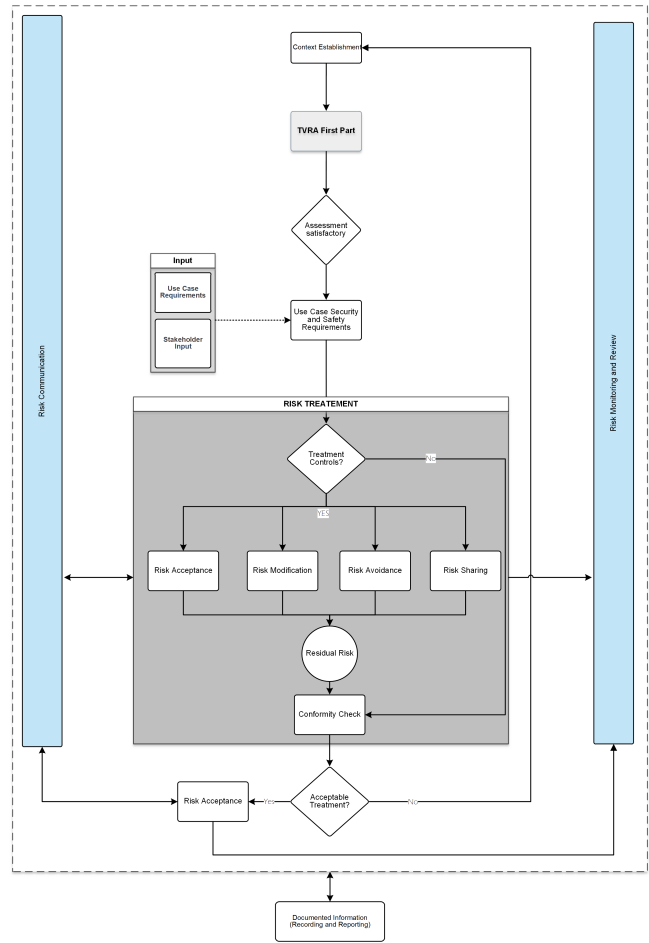 Context Establishment
TVRA First Part
Assessment
satisfactory
Input
Use Case
Requirements
Stakeholder
Input
Use Case Security
and Safety
Requirements
Risk Communication
Risk Monitoring and Review
RISK TREATEMENT
Treatment
Controls?
No
YES
Risk Acceptance
Risk Modification
Risk Avoidance
Risk Sharing
Residual Risk
Conformity Check
Acceptable
Treatment?
Yes
No
Risk Acceptance
Documented Information
(Recording and Reporting)